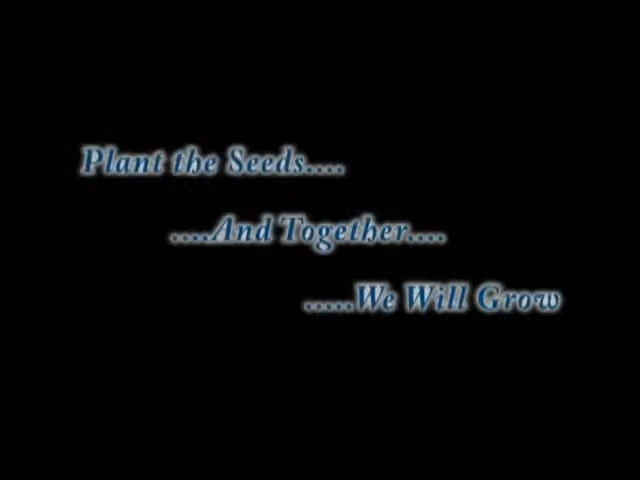 Plant the Seeds....
....And Together....
.....We Will Grow